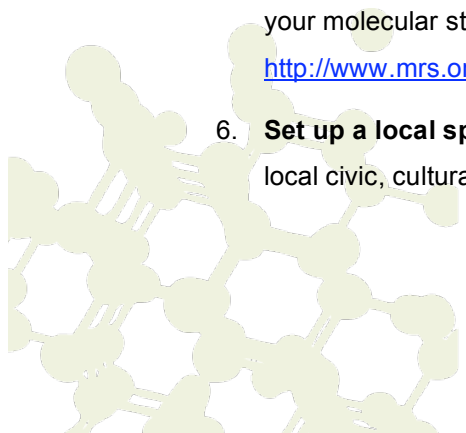 your molecular st
http://www.mrs.or
6. Set up a local sp
local civic, cultura